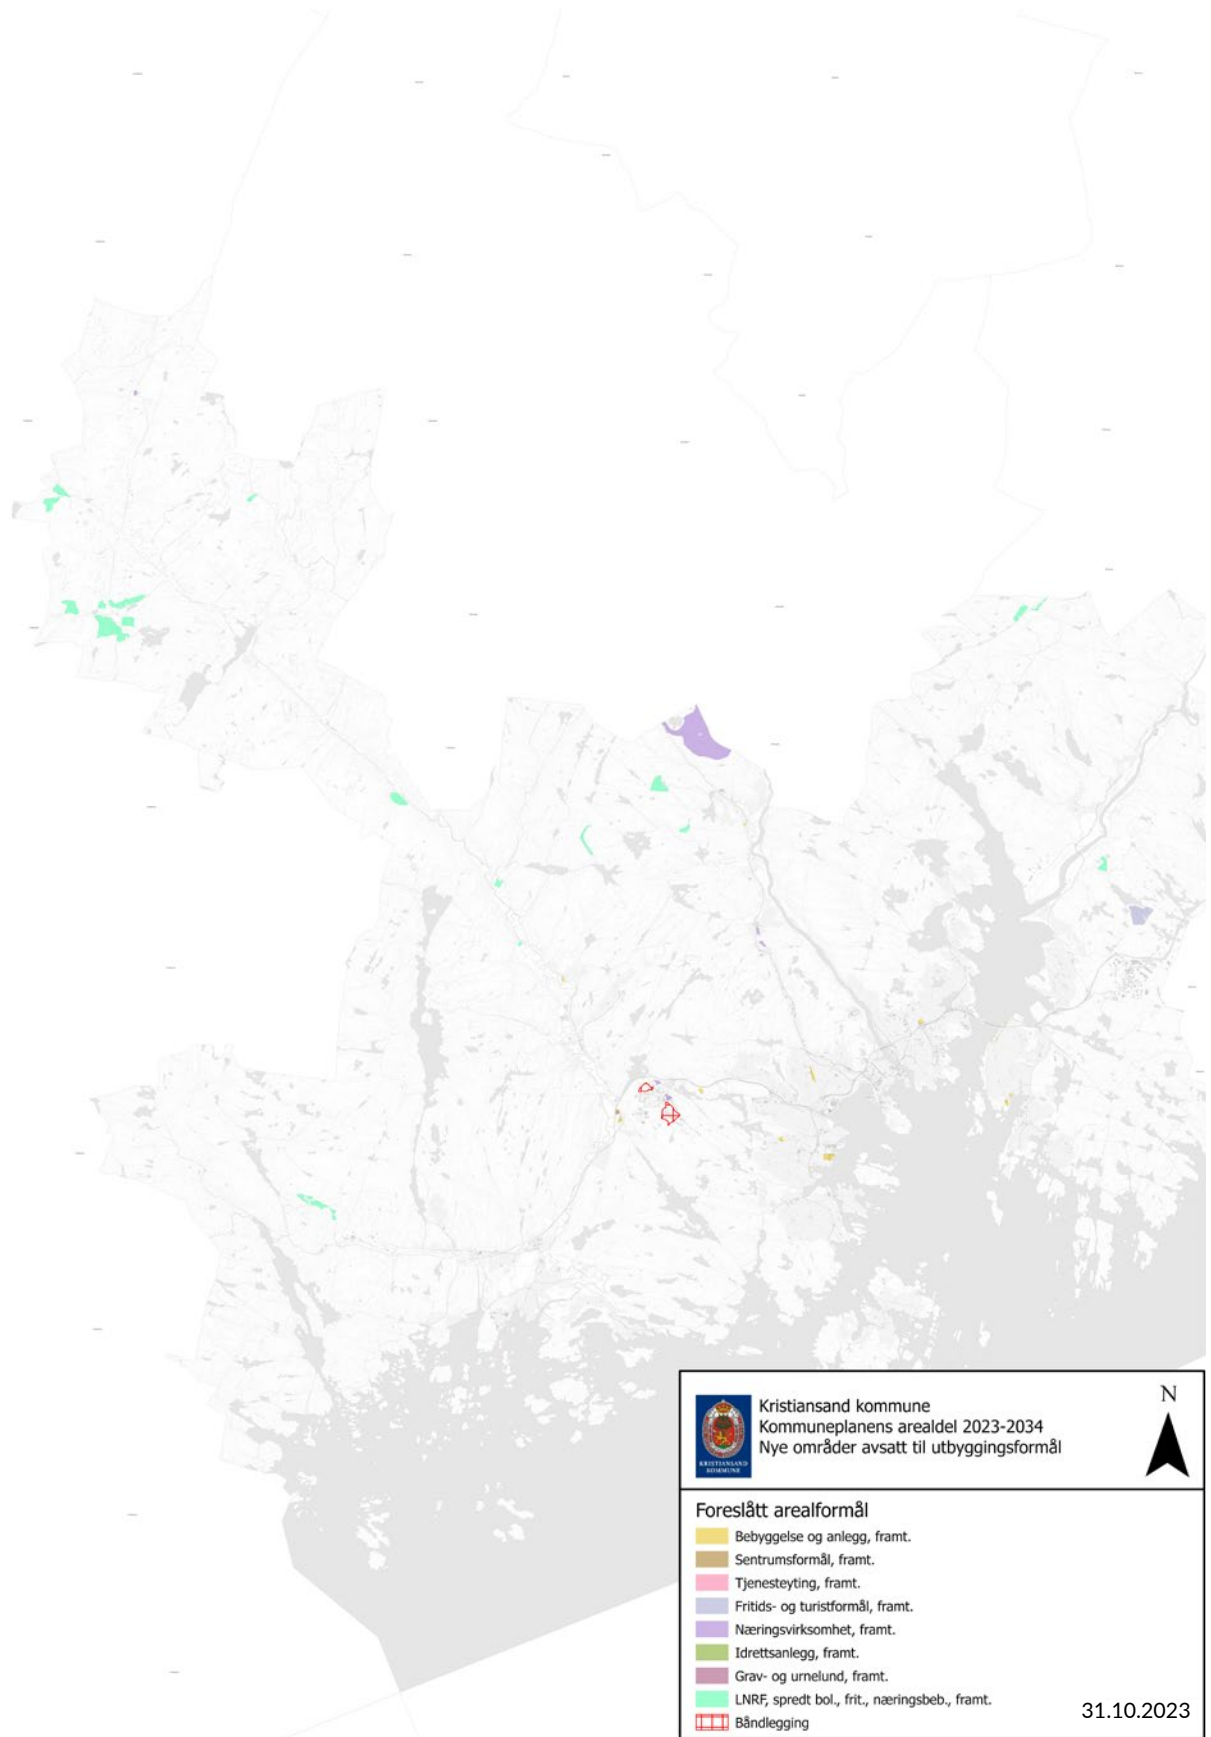 KRISTIANSAND
KOMMUNE
Kristiansand kommune
Kommuneplanens arealdel 2023-2034
Nye områder avsatt til utbyggingsformål
N
Foreslått arealformål
Bebyggelse og anlegg, framt.
Sentrumsformål, framt.
Tjenesteyting, framt.
Fritids- og turistformål, framt.
Næringsvirksomhet, framt.
Idrettsanlegg, framt.
Grav- og urnelund, framt.
LNRF, spredt bol., frit., næringsbeb., framt.
Båndlegging
31.10.2023